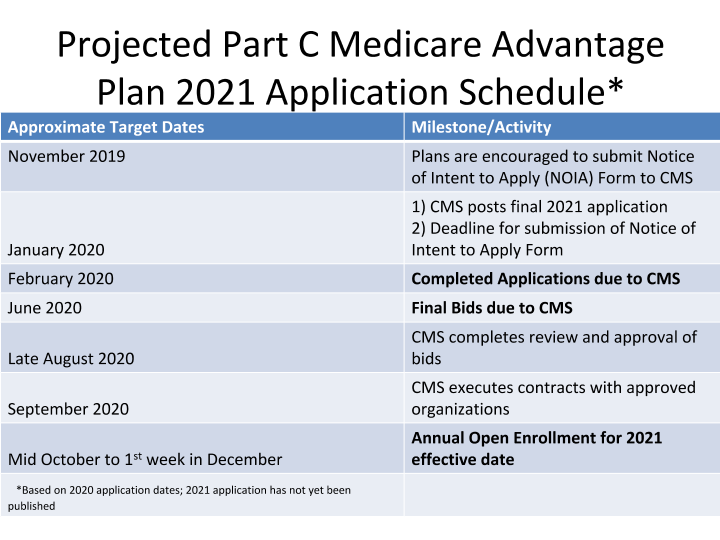 Projected Part C Medicare Advantage
Plan 2021 Application Schedule*
Approximate Target Dates
Milestone/Activity
November 2019
Plans are encouraged to submit Notice
of Intent to Apply (NOIA) Form to CMS
January 2020
1) CMS posts final 2021 application
2) Deadline for submission of Notice of
Intent to Apply Form
February 2020
Completed Applications due to CMS
June 2020
Final Bids due to CMS
Late August 2020
CMS completes review and approval of
bids
September 2020
CMS executes contracts with approved
organizations
Mid October to 1st week in December
Annual Open Enrollment for 2021
effective date
*Based on 2020 application dates; 2021 application has not yet been
published